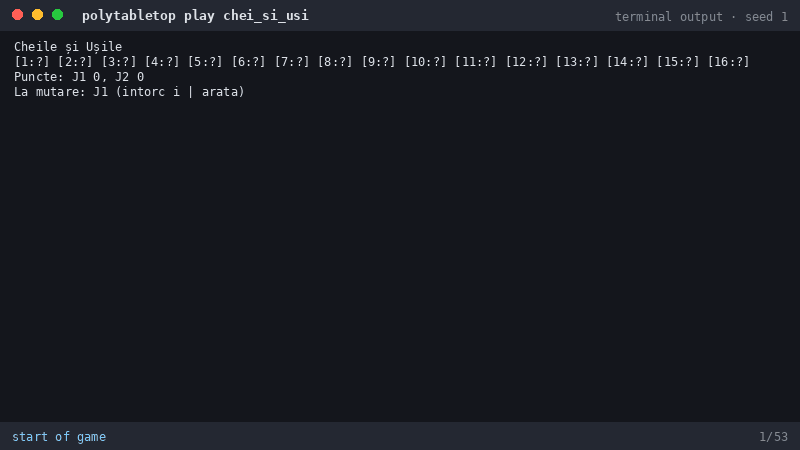 polytabletop play chei_si_usi
terminal output · seed 1
Cheile și Ușile
[1:?] [2:?] [3:?] [4:?] [5:?] [6:?] [7:?] [8:?] [9:?] [10:?] [11:?] [12:?] [13:?] [14:?] [15:?] [16:?]
Puncte: J1 0, J2 0
La mutare: J1 (intorc i | arata)
start of game
1/53